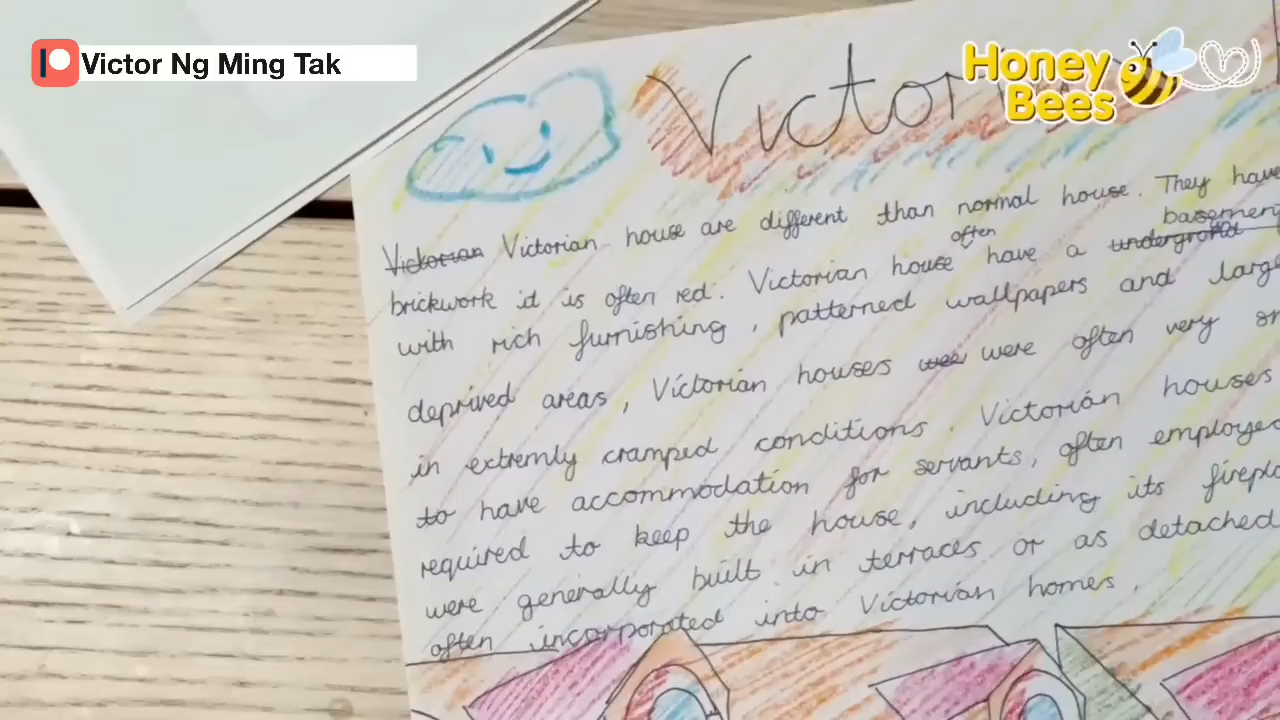 Victor Ng Ming Tak
Honey
Bees
Victor
Victorian Victorian house are different than normal house. They have
brickwork it is often red. Victorian house often have a undergroud basement
with rich furnishing, patterned wallpapers and large
deprived areas, Victorian houses wee were often very
in extremly cramped conditions. Victorian houses
to have accommodation for servants, often employed
required to keep the house, including its
were generally built in terraces or as detached
often incorporated into Victorian homes.